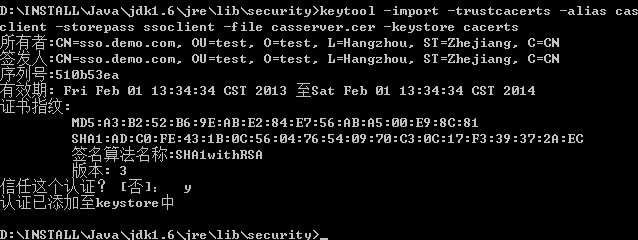 D:\INSTALL\Java\jdk1.6\jre\lib\security>keytool -import -trustcacerts -alias cas
client -storepass ssoclient -file casserver.cer -keystore cacerts
所有者:CN=sso.demo.com, OU=test, O=test, L=Hangzhou, ST=Zhejiang, C=CN
签发人:CN=sso.demo.com, OU=test, O=test, L=Hangzhou, ST=Zhejiang, C=CN
序列号:510b53ea
有效期: Fri Feb 01 13:34:34 CST 2013 至Sat Feb 01 13:34:34 CST 2014
证书指纹:
MD5:A3:B2:52:B6:9E:AB:E2:84:E7:56:AB:A5:00:E9:8C:81
SHA1:AD:C0:FE:43:1B:0C:56:04:76:54:09:70:C3:0C:17:F3:39:37:2A:EC
签名算法名称:SHA1withRSA
版本: 3
信任这个认证？ [否]： y
认证已添加至keystore中
D:\INSTALL\Java\jdk1.6\jre\lib\security>_